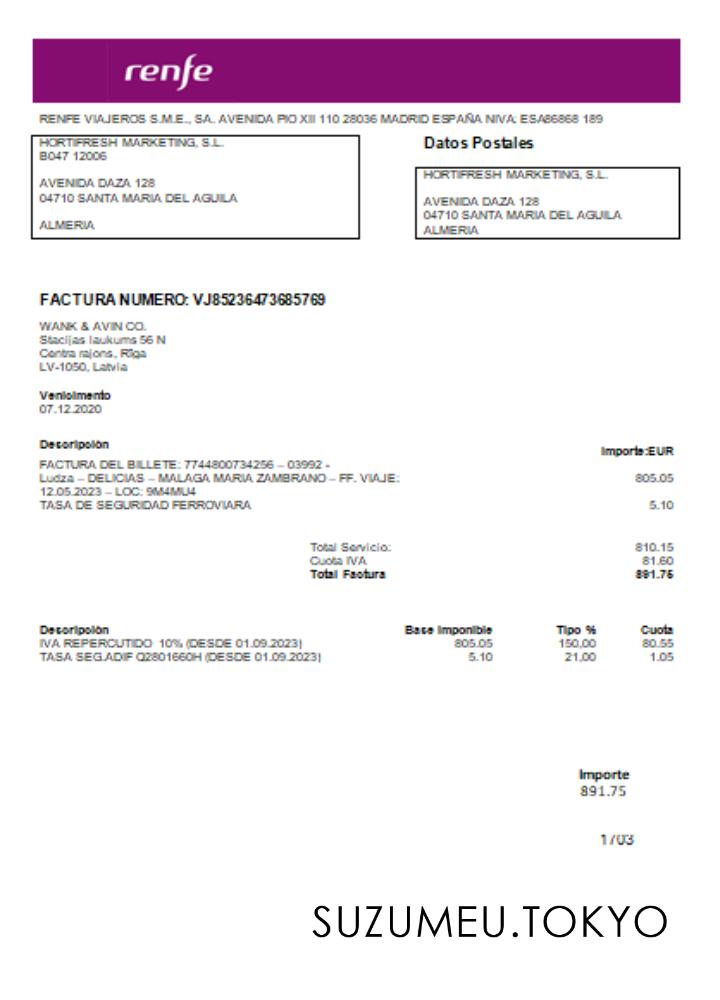 renfe
RENFE VIAJEROS S.M.E., SA. AVENIDA PIO XII 110 28036 MADRID ESPAÑA NIVA: ESA86868 189
HORTIFRESH MARKETING, S.L.
B047 12006
AVENIDA DAZA 128
04710 SANTA MARIA DEL AGUILA
ALMERIA
Datos Postales
HORTIFRESH MARKETING, S.L.
AVENIDA DAZA 128
04710 SANTA MARIA DEL AGUILA
ALMERIA
FACTURA NUMERO: VJ85236473685769
WANK & AVIN CO.
Stacijas laukums 56 N
Centra rajons, Rīga
LV-1050, Latvia
Venicimento
07.12.2020
Descripción Importe:EUR
FACTURA DEL BILLETE: 7744800734256 – 03992 -
Ludza – DELICIAS – MALAGA MARIA ZAMBRANO – FF. VIAJE: 805.05
12.05.2023 – LOC: 9M4MU4
TASA DE SEGURIDAD FERROVIARA 5.10
Total Servicio: 810.15
Cuota IVA 81.60
Total Factura 891.75
Descripción Base Imponible Tipo % Cuota
IVA REPERCUTIDO 10% (DESDE 01.09.2023) 805.05 150,00 80.55
TASA SEG.ADIF Q2801660H (DESDE 01.09.2023) 5.10 21,00 1.05
Importe
891.75
1/03
SUZUMEU.TOKYO